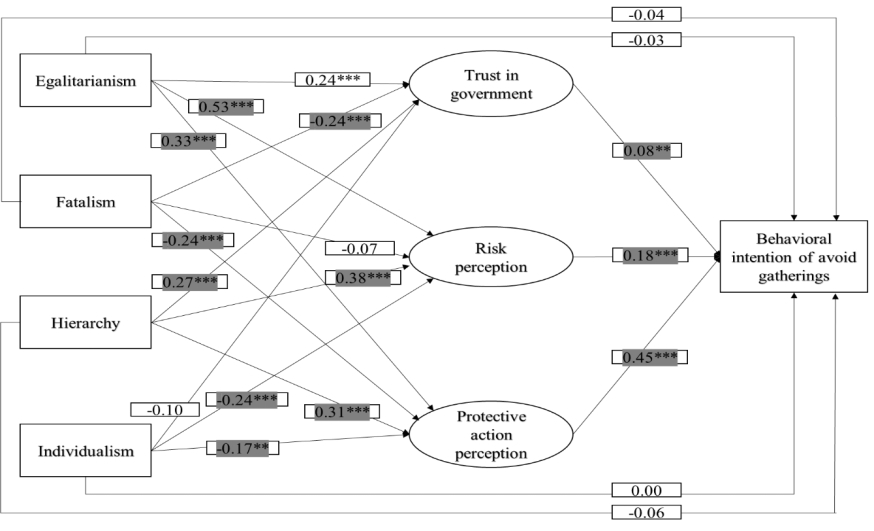 -0.04
-0.03
Egalitarianism
0.24***
Trust in
government
0.53***
-0.24***
0.33***
0.08**
Fatalism
-0.24***
-0.07
Risk
perception
0.18***
Behavioral
intention of avoid
gatherings
0.27***
0.38***
Hierarchy
0.45***
-0.10
-0.24***
0.31***
Protective
action
perception
Individualism
-0.17**
0.00
-0.06